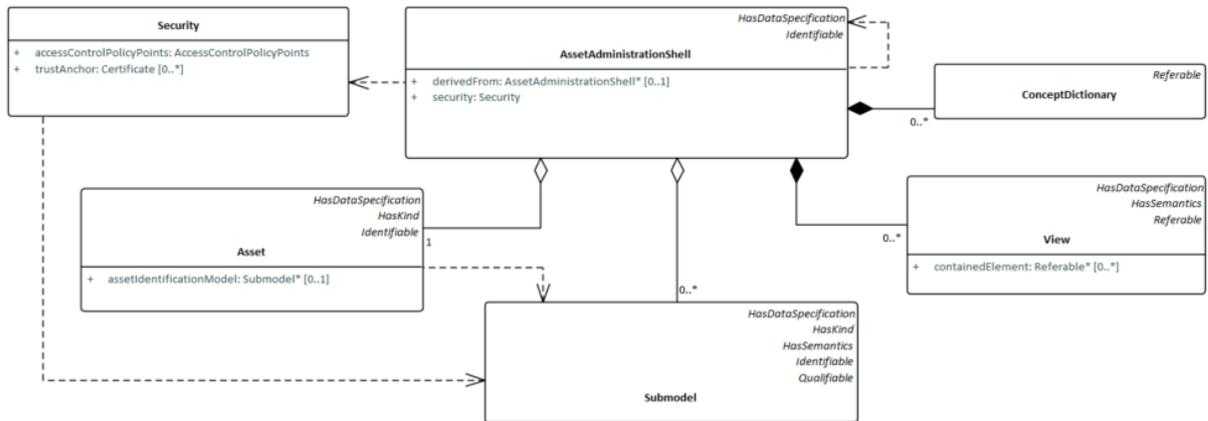 Security
+ accessControlPolicyPoints: AccessControlPolicyPoints
+ trustAnchor: Certificate [0..*]
HasDataSpecification
Identifiable
AssetAdministrationShell
+ derivedFrom: AssetAdministrationShell* [0..1]
+ security: Security
Referable
ConceptDictionary
0..*
HasDataSpecification
HasSemantics
Referable
View
+ containedElement: Referable* [0..*]
0..*
HasDataSpecification
HasKind
Identifiable
Asset
+ assetIdentificationModel: Submodel* [0..1]
1
0..*
HasDataSpecification
HasKind
HasSemantics
Identifiable
Qualifiable
Submodel